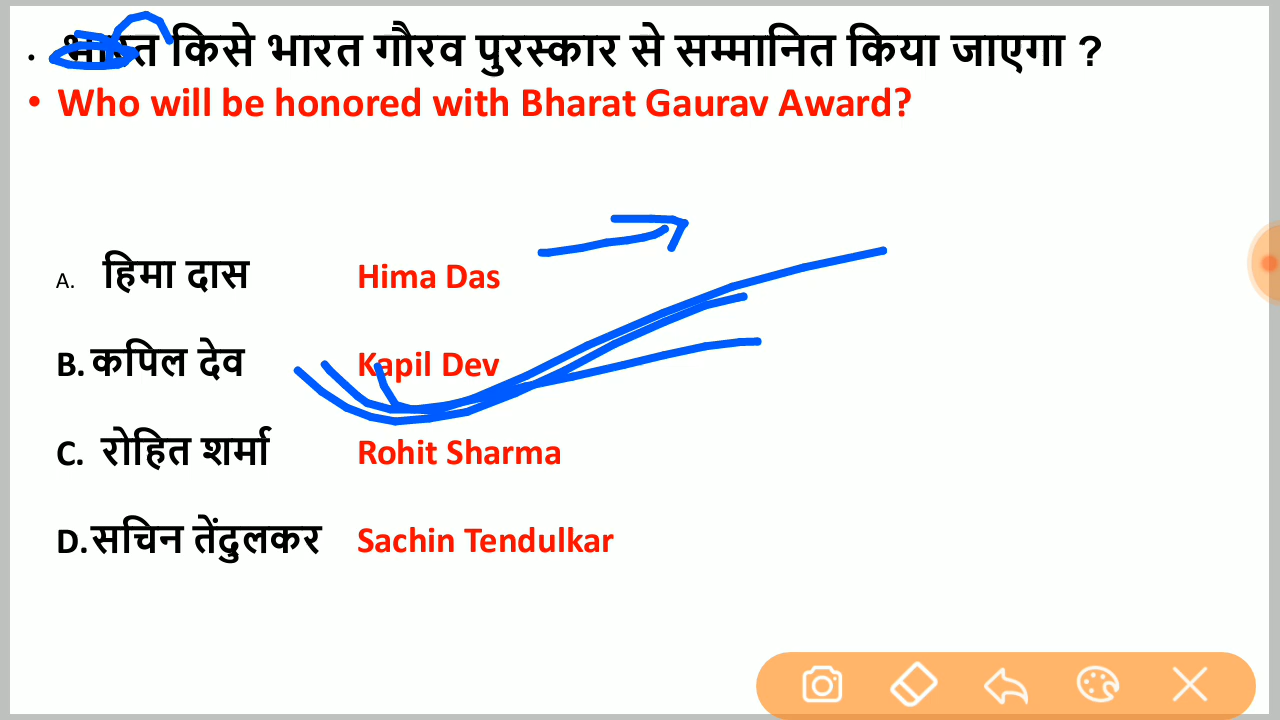 • भारत किसे भारत गौरव पुरस्कार से सम्मानित किया जाएगा ?
• Who will be honored with Bharat Gaurav Award?
A. हिमा दास Hima Das
B. कपिल देव Kapil Dev
C. रोहित शर्मा Rohit Sharma
D. सचिन तेंदुलकर Sachin Tendulkar